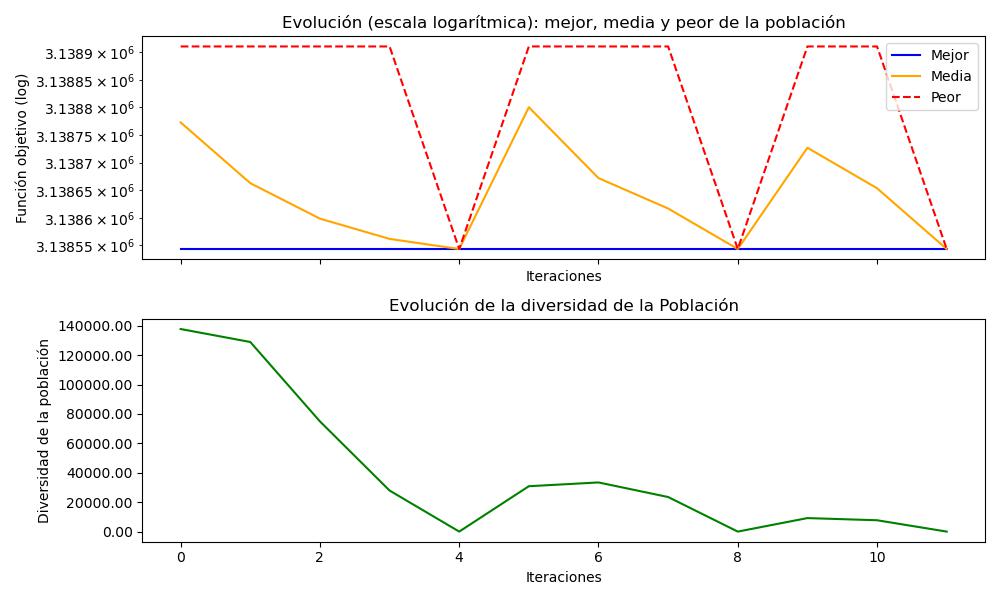 Evolución (escala logarítmica): mejor, media y peor de la población
Función objetivo (log)
3.1389 × 10⁶
3.13885 × 10⁶
3.1388 × 10⁶
3.13875 × 10⁶
3.1387 × 10⁶
3.13865 × 10⁶
3.1386 × 10⁶
3.13855 × 10⁶
Mejor
Media
Peor
Iteraciones
Evolución de la diversidad de la Población
Diversidad de la población
140000.00
120000.00
100000.00
80000.00
60000.00
40000.00
20000.00
0.00
0 2 4 6 8 10
Iteraciones